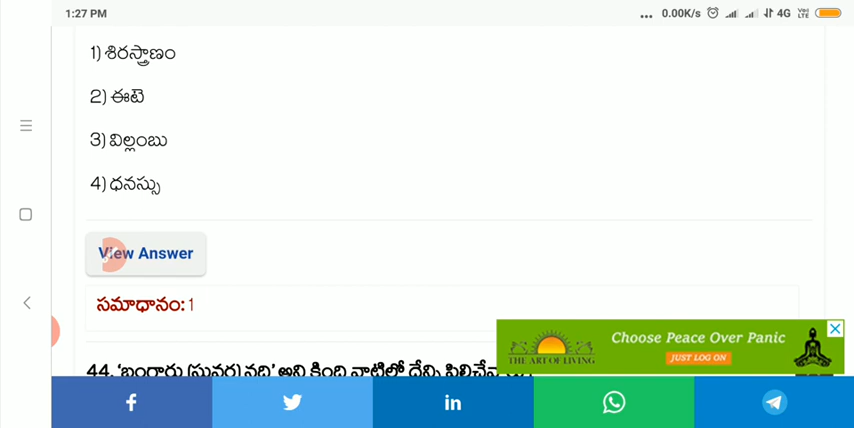 1:27 PM
... 0.00K/s 4G VoLTE
1) శిరస్త్రాణం
2) ఈటె
3) విల్లంబు
4) ధనస్సు
View Answer
సమాధానం: 1
THE ART OF LIVING
Choose Peace Over Panic
JUST LOG ON
44. ‘బంగారు (సువర్ణ) నది’ అని కింది వాటిలో దేన్ని